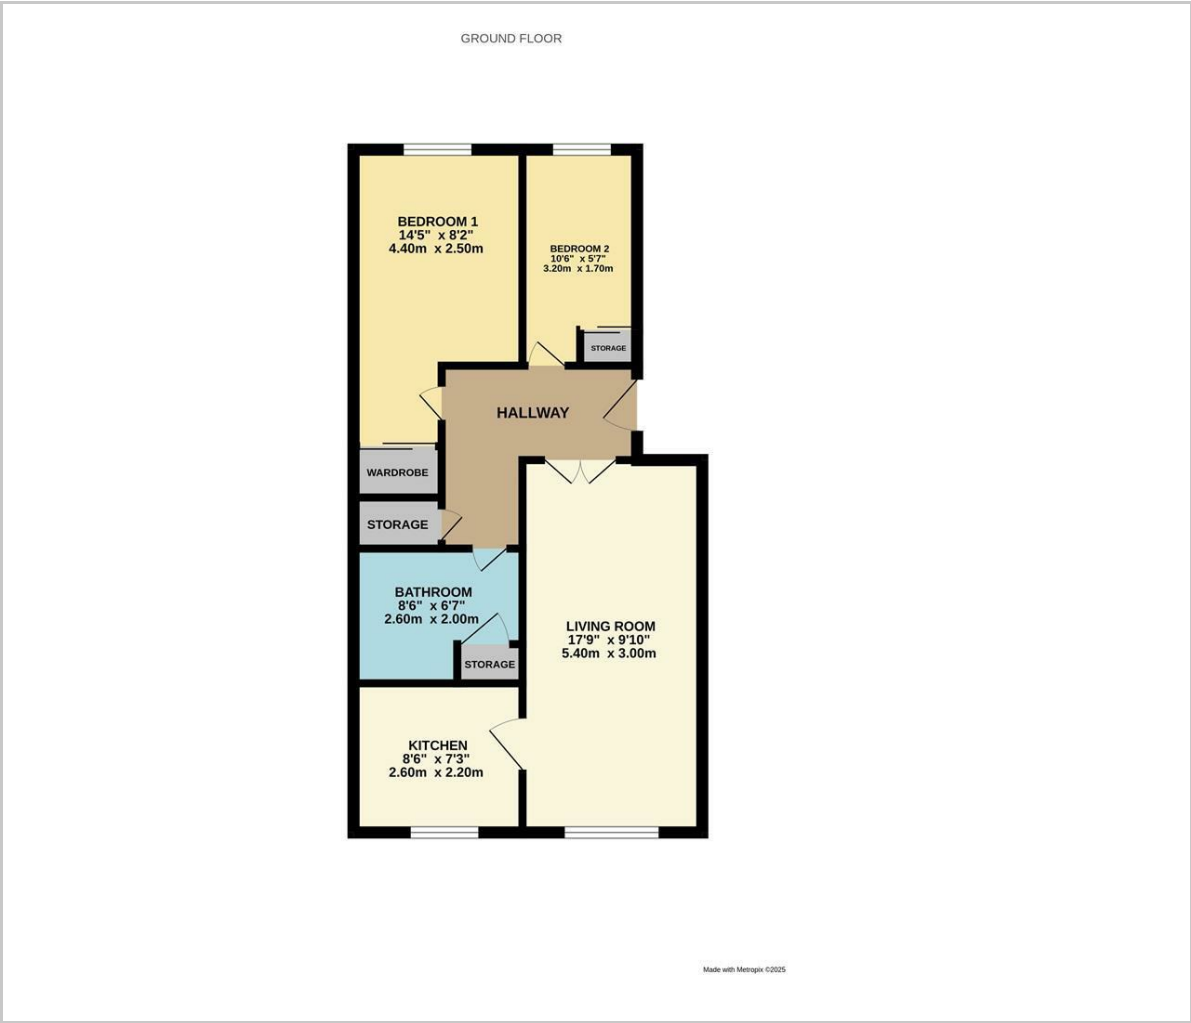 GROUND FLOOR
BEDROOM 1
14'5" x 8'2"
4.40m x 2.50m
BEDROOM 2
10'6" x 5'7"
3.20m x 1.70m
STORAGE
HALLWAY
WARDROBE
STORAGE
BATHROOM
8'6" x 6'7"
2.60m x 2.00m
STORAGE
LIVING ROOM
17'9" x 9'10"
5.40m x 3.00m
KITCHEN
8'6" x 7'3"
2.60m x 2.20m
Made with Metropix ©2025